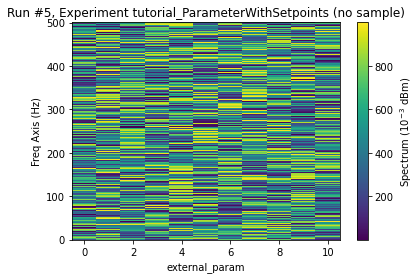 Run #5, Experiment tutorial_ParameterWithSetpoints (no sample)
500
400
300
200
100
0
Freq Axis (Hz)
0 2 4 6 8 10
external_param
800
600
400
200
Spectrum (10⁻³ dBm)